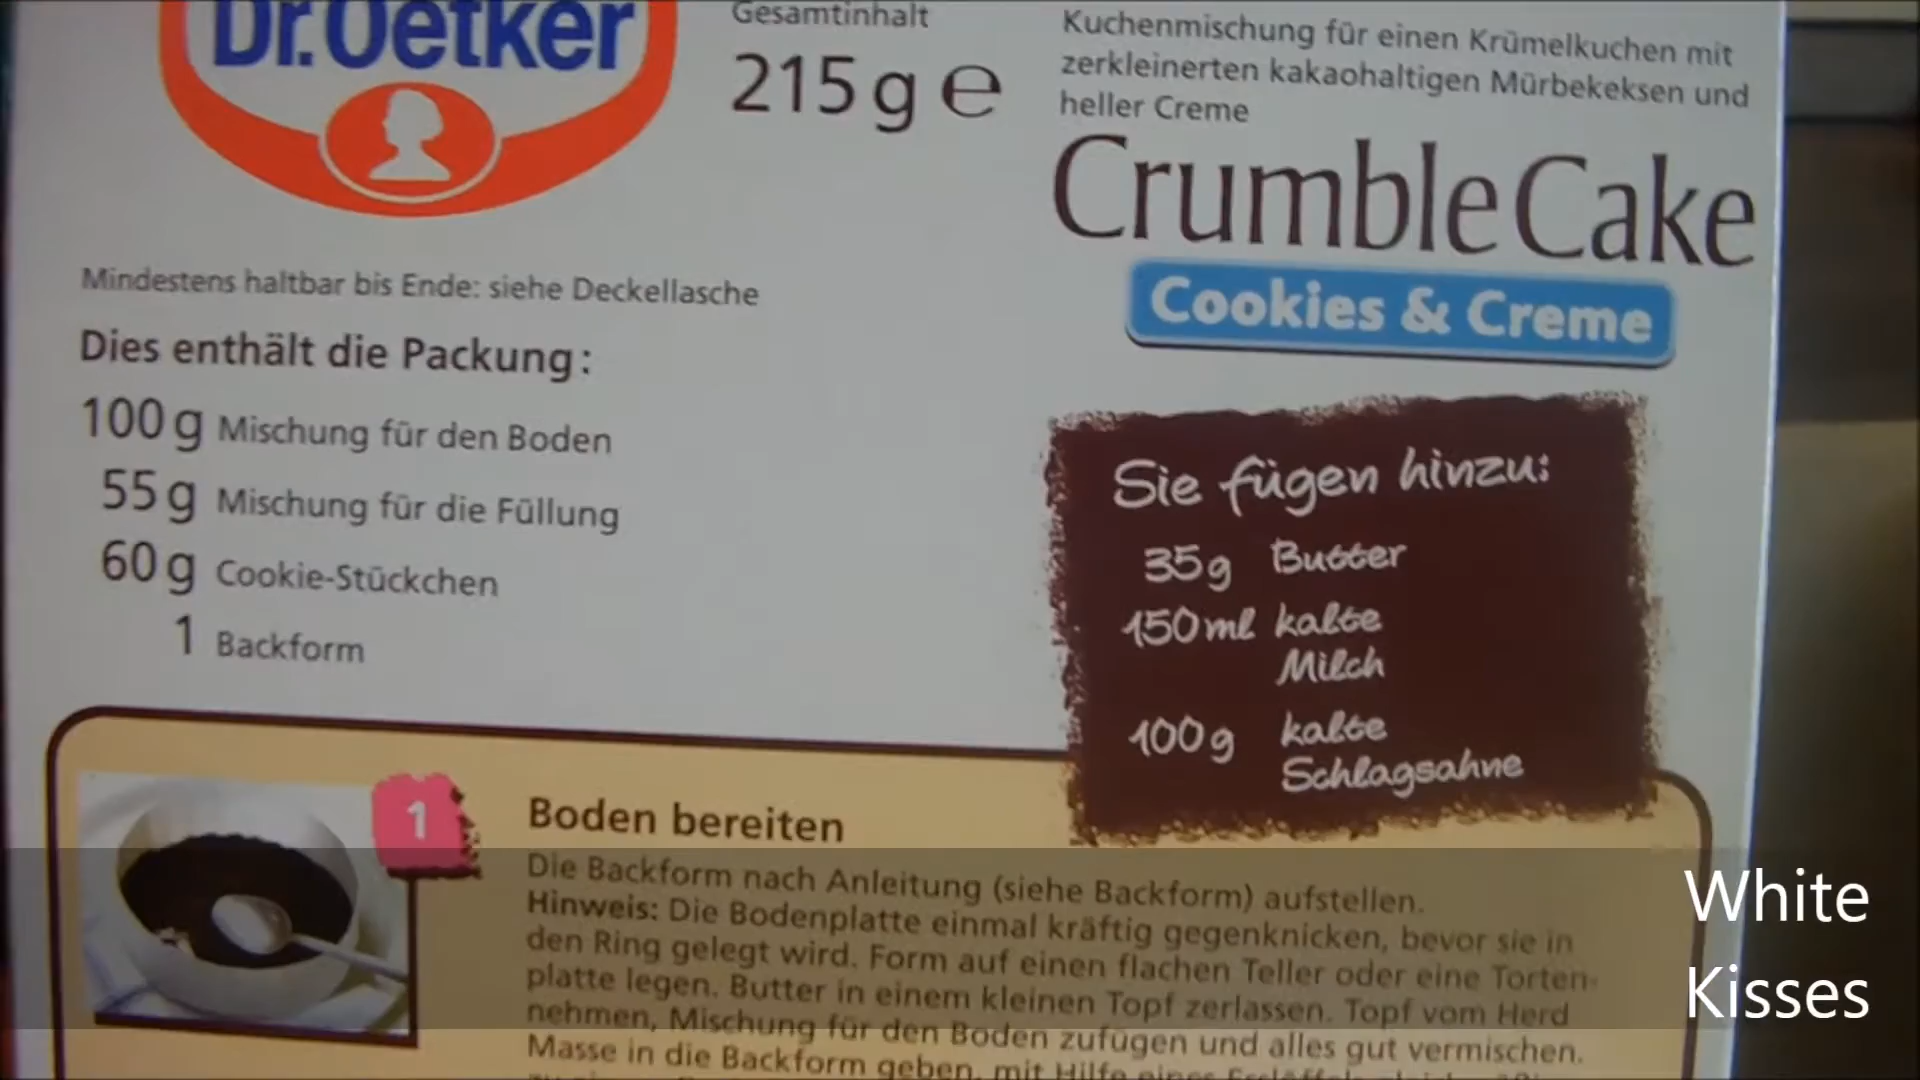 Dr.Oetker
Gesamtinhalt
215 g e
Kuchenmischung für einen Krümelkuchen mit
zerkleinerten kakaohaltigen Mürbekeksen und
heller Creme
Crumble Cake
Cookies & Creme
Mindestens haltbar bis Ende: siehe Deckellasche
Dies enthält die Packung:
100 g Mischung für den Boden
55 g Mischung für die Füllung
60 g Cookie-Stückchen
1 Backform
Sie fügen hinzu:
35g Butter
150ml kalte
Milch
100g kalte
Schlagsahne
1
Boden bereiten
Die Backform nach Anleitung (siehe Backform) aufstellen.
Hinweis: Die Bodenplatte einmal kräftig gegenknicken, bevor sie in
den Ring gelegt wird. Form auf einen flachen Teller oder eine Torten-
platte legen. Butter in einem kleinen Topf zerlassen. Topf vom Herd
nehmen, Mischung für den Boden zufügen und alles gut vermischen.
Masse in die Backform geben, mit Hilfe eines
White
Kisses